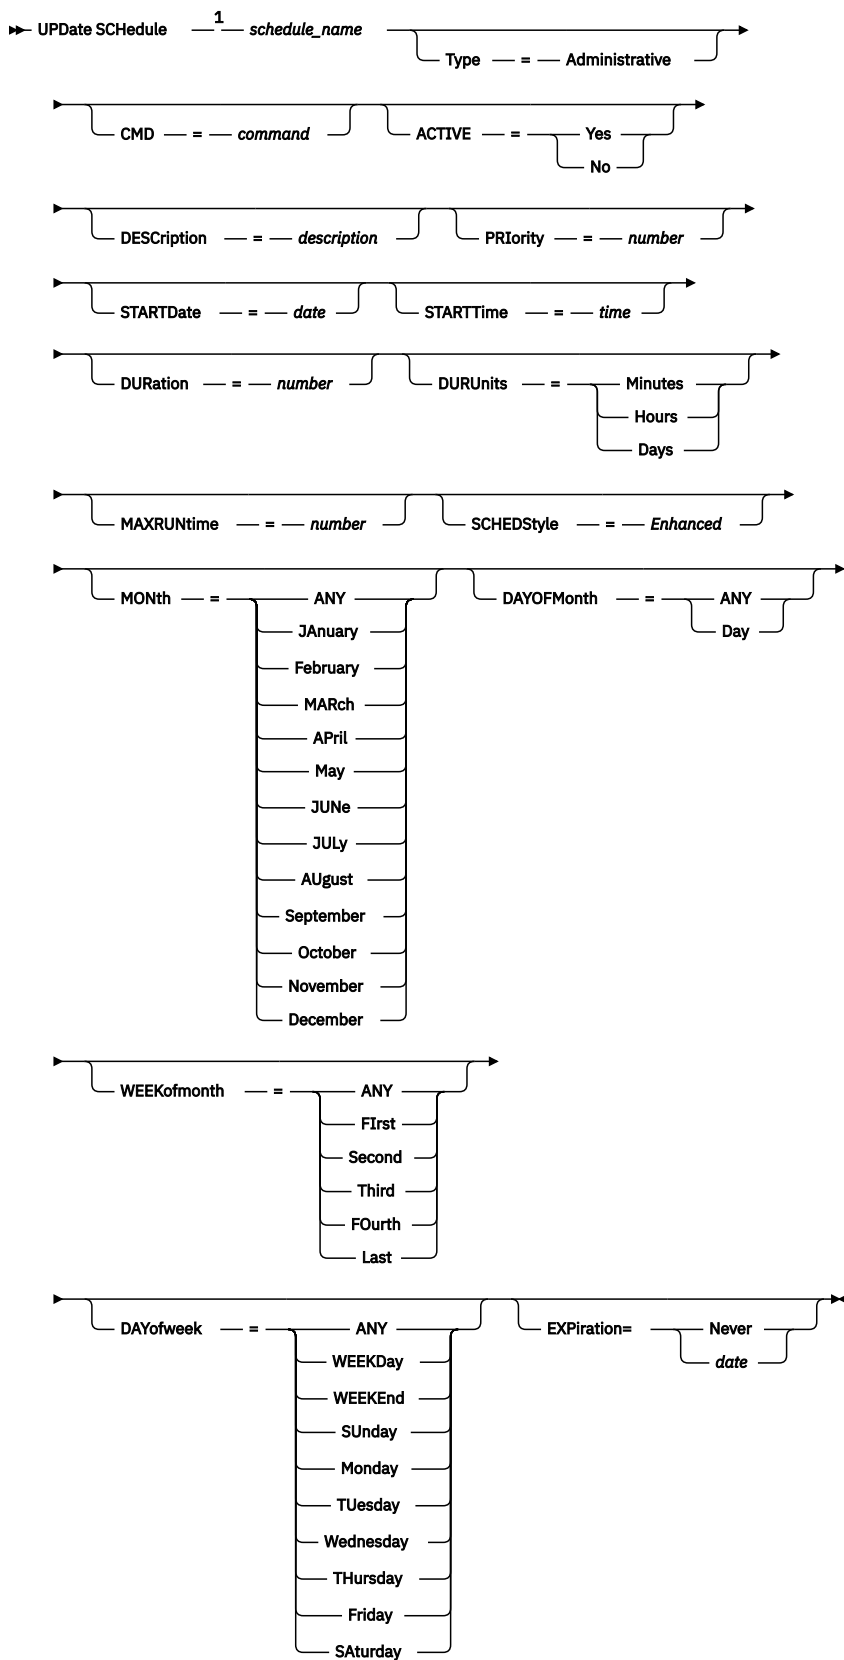 1
UPDate SCHedule schedule_name
Type = Administrative
CMD = command ACTIVE = Yes
No
DESCription = description PRIority = number
STARTDate = date STARTTime = time
DURation = number DURUnits = Minutes
Hours
Days
MAXRUNtime = number SCHEDStyle = Enhanced
MONth = ANY DAYOFMonth = ANY
JAnuary Day
February
MARch
APril
May
JUNe
JULy
AUgust
September
October
November
December
WEEKofmonth = ANY
FIrst
Second
Third
FOurth
Last
DAYofweek = ANY EXPiration= Never
WEEKDay date
WEEKEnd
SUnday
Monday
TUesday
Wednesday
THursday
Friday
SAturday